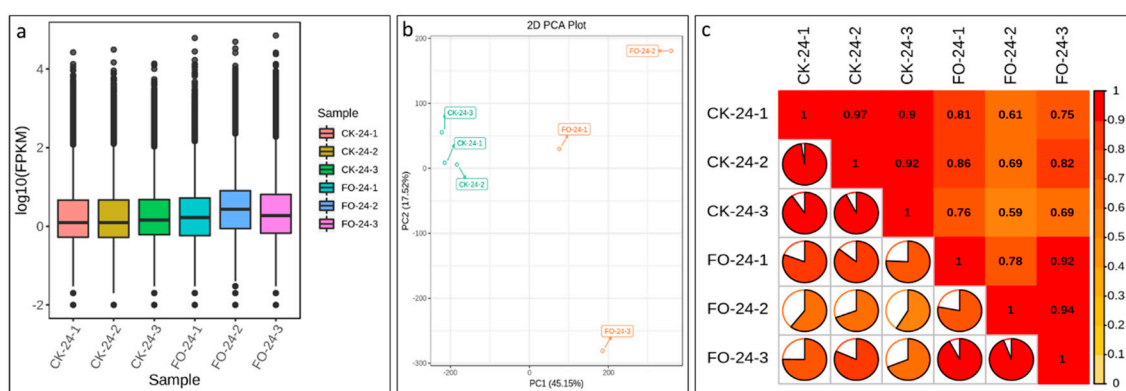 a
log10(FPKM)
4
2
0
-2
CK-24-1
CK-24-2
CK-24-3
FO-24-1
FO-24-2
FO-24-3
Sample
Sample
CK-24-1
CK-24-2
CK-24-3
FO-24-1
FO-24-2
FO-24-3
b
2D PCA Plot
PC2 (17.52%)
200
100
0
-100
-200
-300
FO-24-2
CK-24-3
FO-24-1
CK-24-1
CK-24-2
FO-24-3
-200
0
200
PC1 (45.15%)
c
CK-24-1
CK-24-2
CK-24-3
FO-24-1
FO-24-2
FO-24-3
CK-24-1 1 0.97 0.9 0.81 0.61 0.75
CK-24-2 1 0.92 0.86 0.69 0.82
CK-24-3 1 0.76 0.59 0.69
FO-24-1 1 0.78 0.92
FO-24-2 1 0.94
FO-24-3 1
1
0.9
0.8
0.7
0.6
0.5
0.4
0.3
0.2
0.1
0